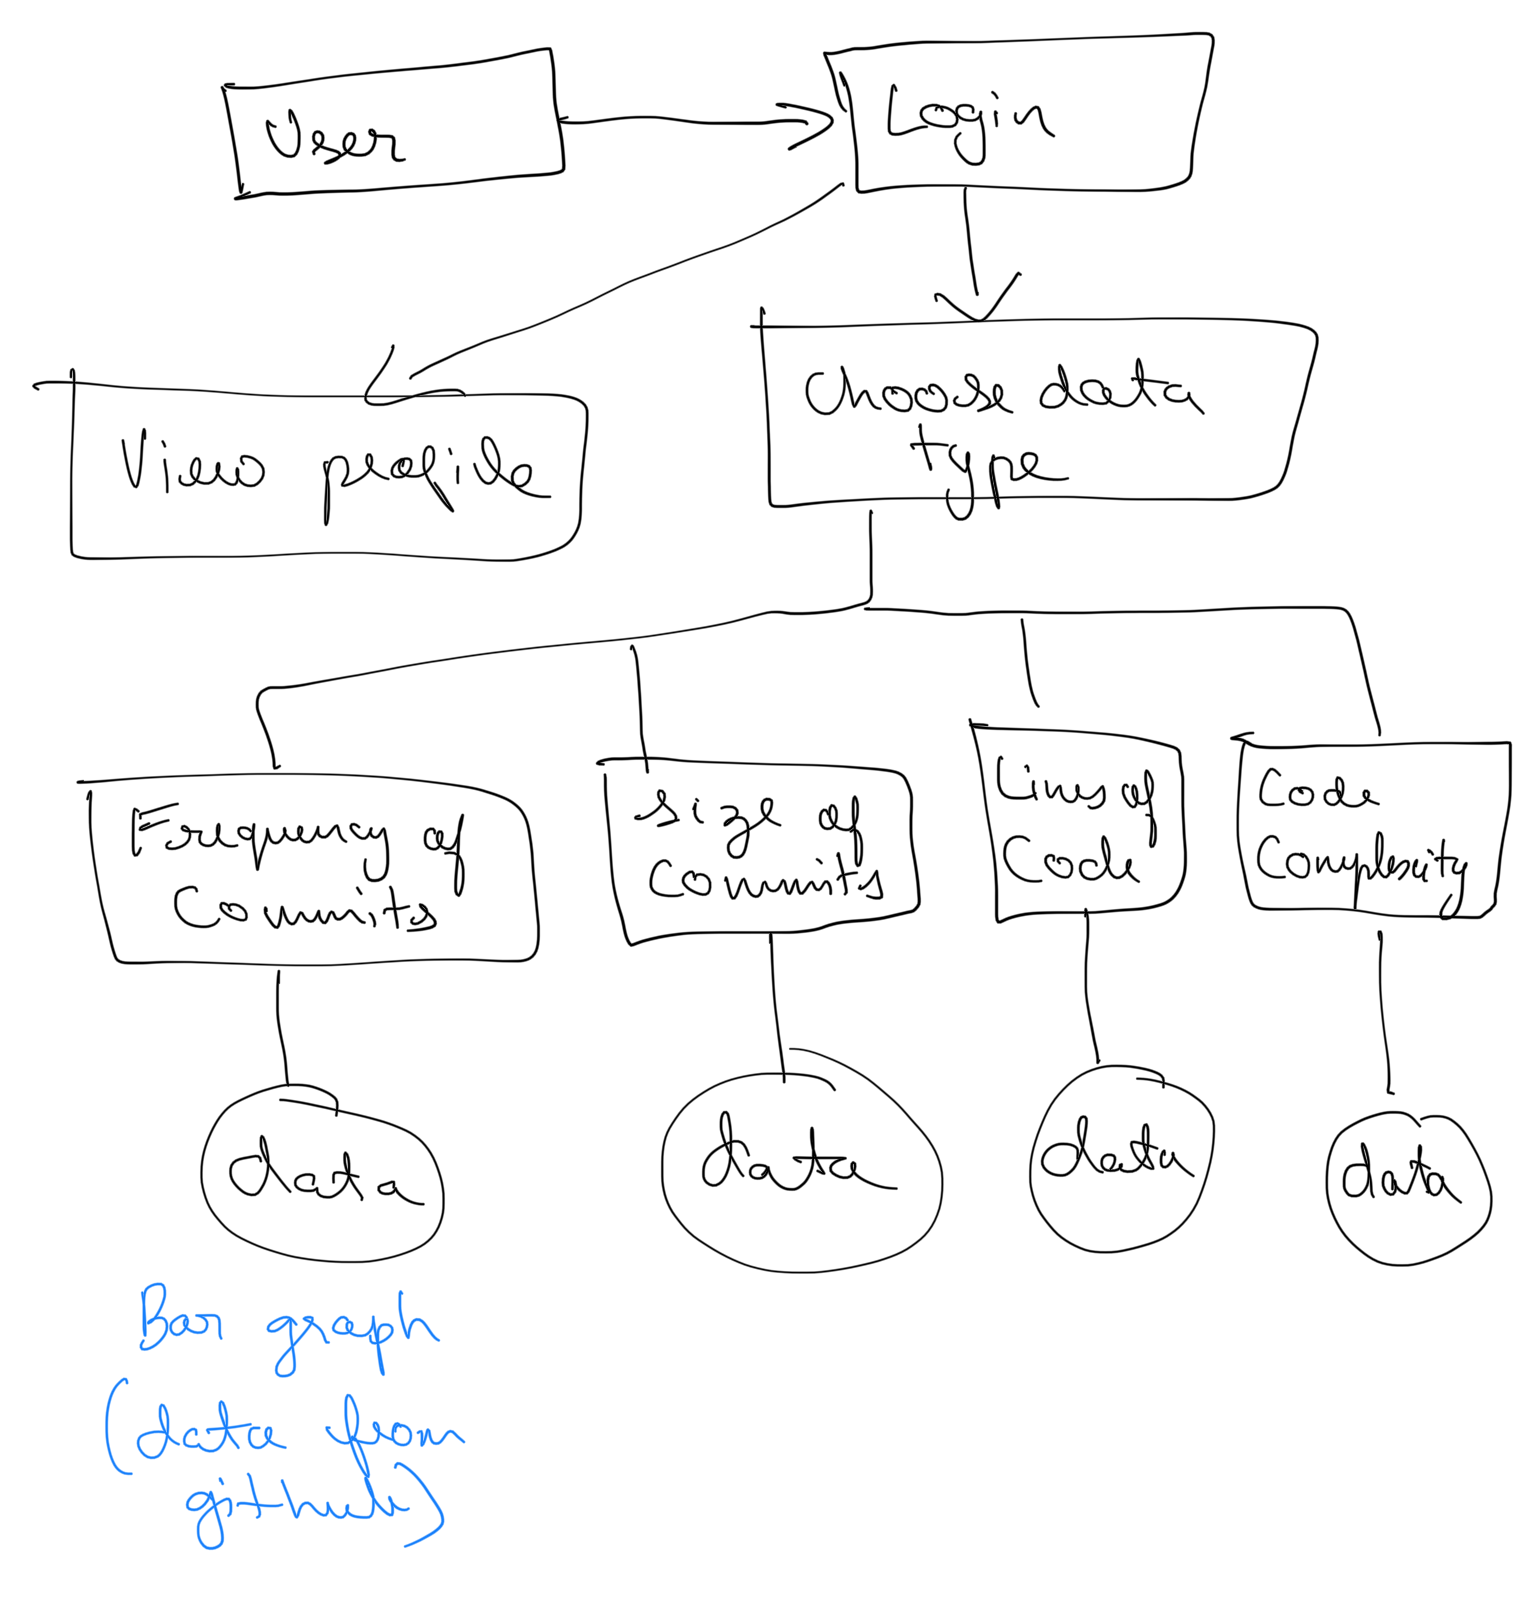 User
Login
View profile
Choose data
type
Frequency of
Commits
Size of
Commits
Lines of
Code
Code
Complexity
data
data
data
data
Bar graph
(data from
github)